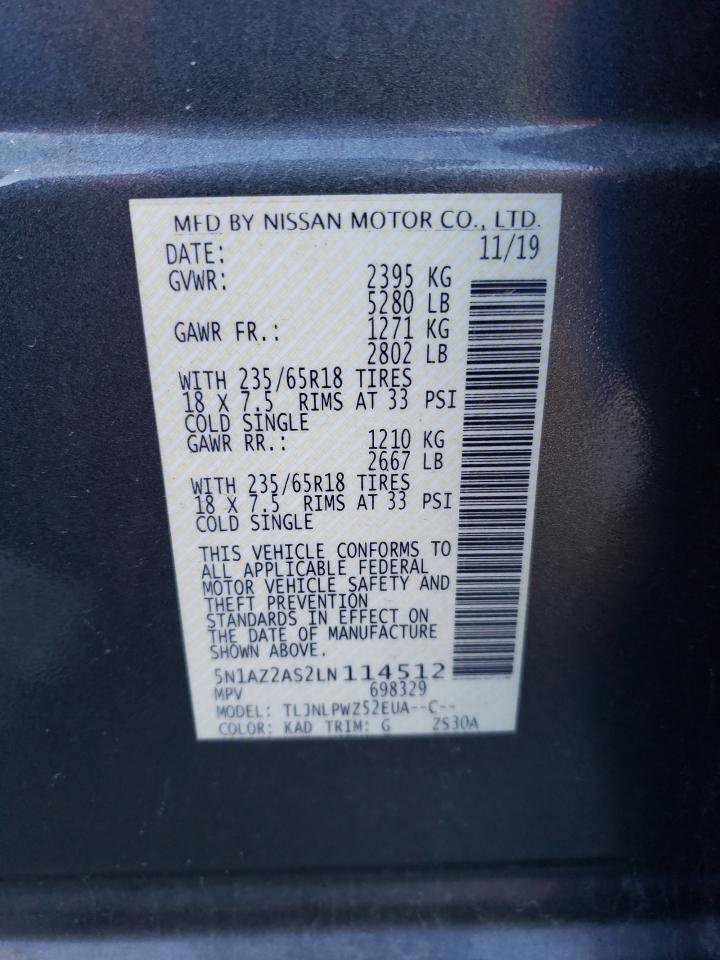 MFD BY NISSAN MOTOR CO., LTD.
DATE: 11/19
GVWR: 2395 KG
5280 LB
GAWR FR.: 1271 KG
2802 LB
WITH 235/65R18 TIRES
18 X 7.5 RIMS AT 33 PSI
COLD SINGLE
GAWR RR.: 1210 KG
2667 LB
WITH 235/65R18 TIRES
18 X 7.5 RIMS AT 33 PSI
COLD SINGLE
THIS VEHICLE CONFORMS TO
ALL APPLICABLE FEDERAL
MOTOR VEHICLE SAFETY AND
THEFT PREVENTION
STANDARDS IN EFFECT ON
THE DATE OF MANUFACTURE
SHOWN ABOVE.
5N1AZ2AS2LN114512
MPV 698329
MODEL: TLJNLPWZ52EUA--C--
COLOR: KAD TRIM: G ZS30A